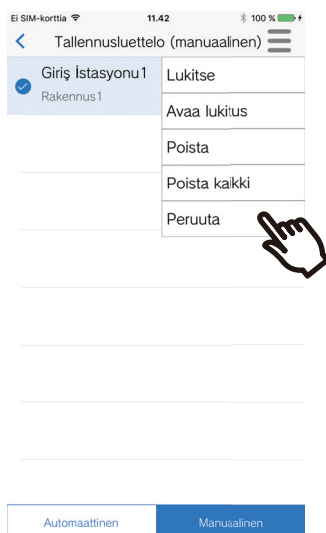 Ei SIM-korttia 11.42 100 %
Tallennusluettelo (manuaalinen)
Giriş İstasyonu1
Rakennus1
Lukitse
Avaa lukitus
Poista
Poista kaikki
Peruuta
Automaattinen Manuaalinen